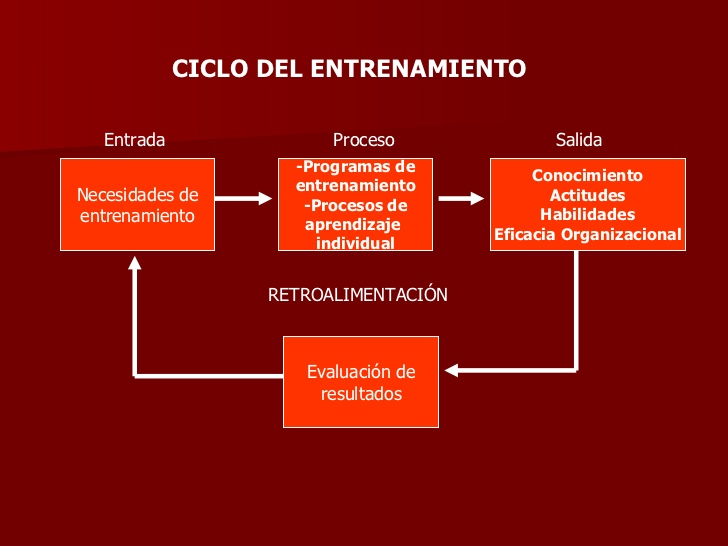 CICLO DEL ENTRENAMIENTO
Entrada
Proceso
Salida
Necesidades de
entrenamiento
-Programas de
entrenamiento
-Procesos de
aprendizaje
individual
Conocimiento
Actitudes
Habilidades
Eficacia Organizacional
RETROALIMENTACIÓN
Evaluación de
resultados